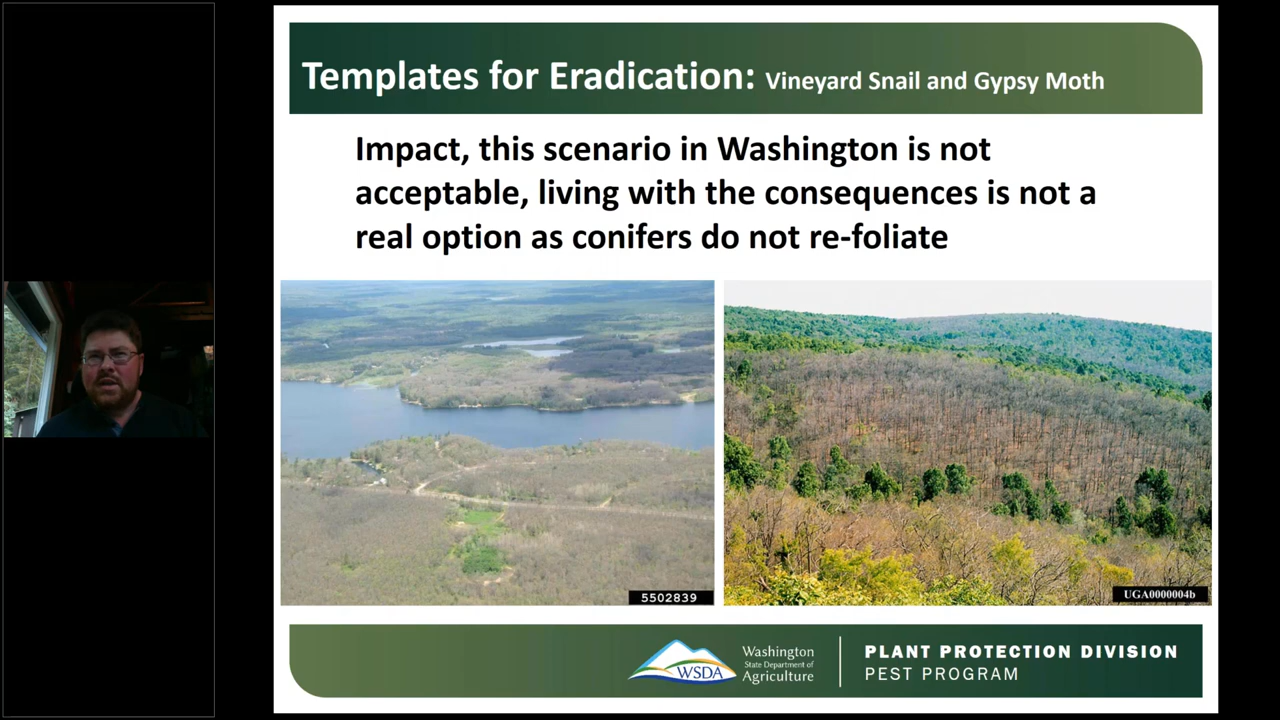 Templates for Eradication: Vineyard Snail and Gypsy Moth
Impact, this scenario in Washington is not
acceptable, living with the consequences is not a
real option as conifers do not re-foliate
5502839
UGA0000004b
WSDA
Washington
State Department of
Agriculture
PLANT PROTECTION DIVISION
PEST PROGRAM